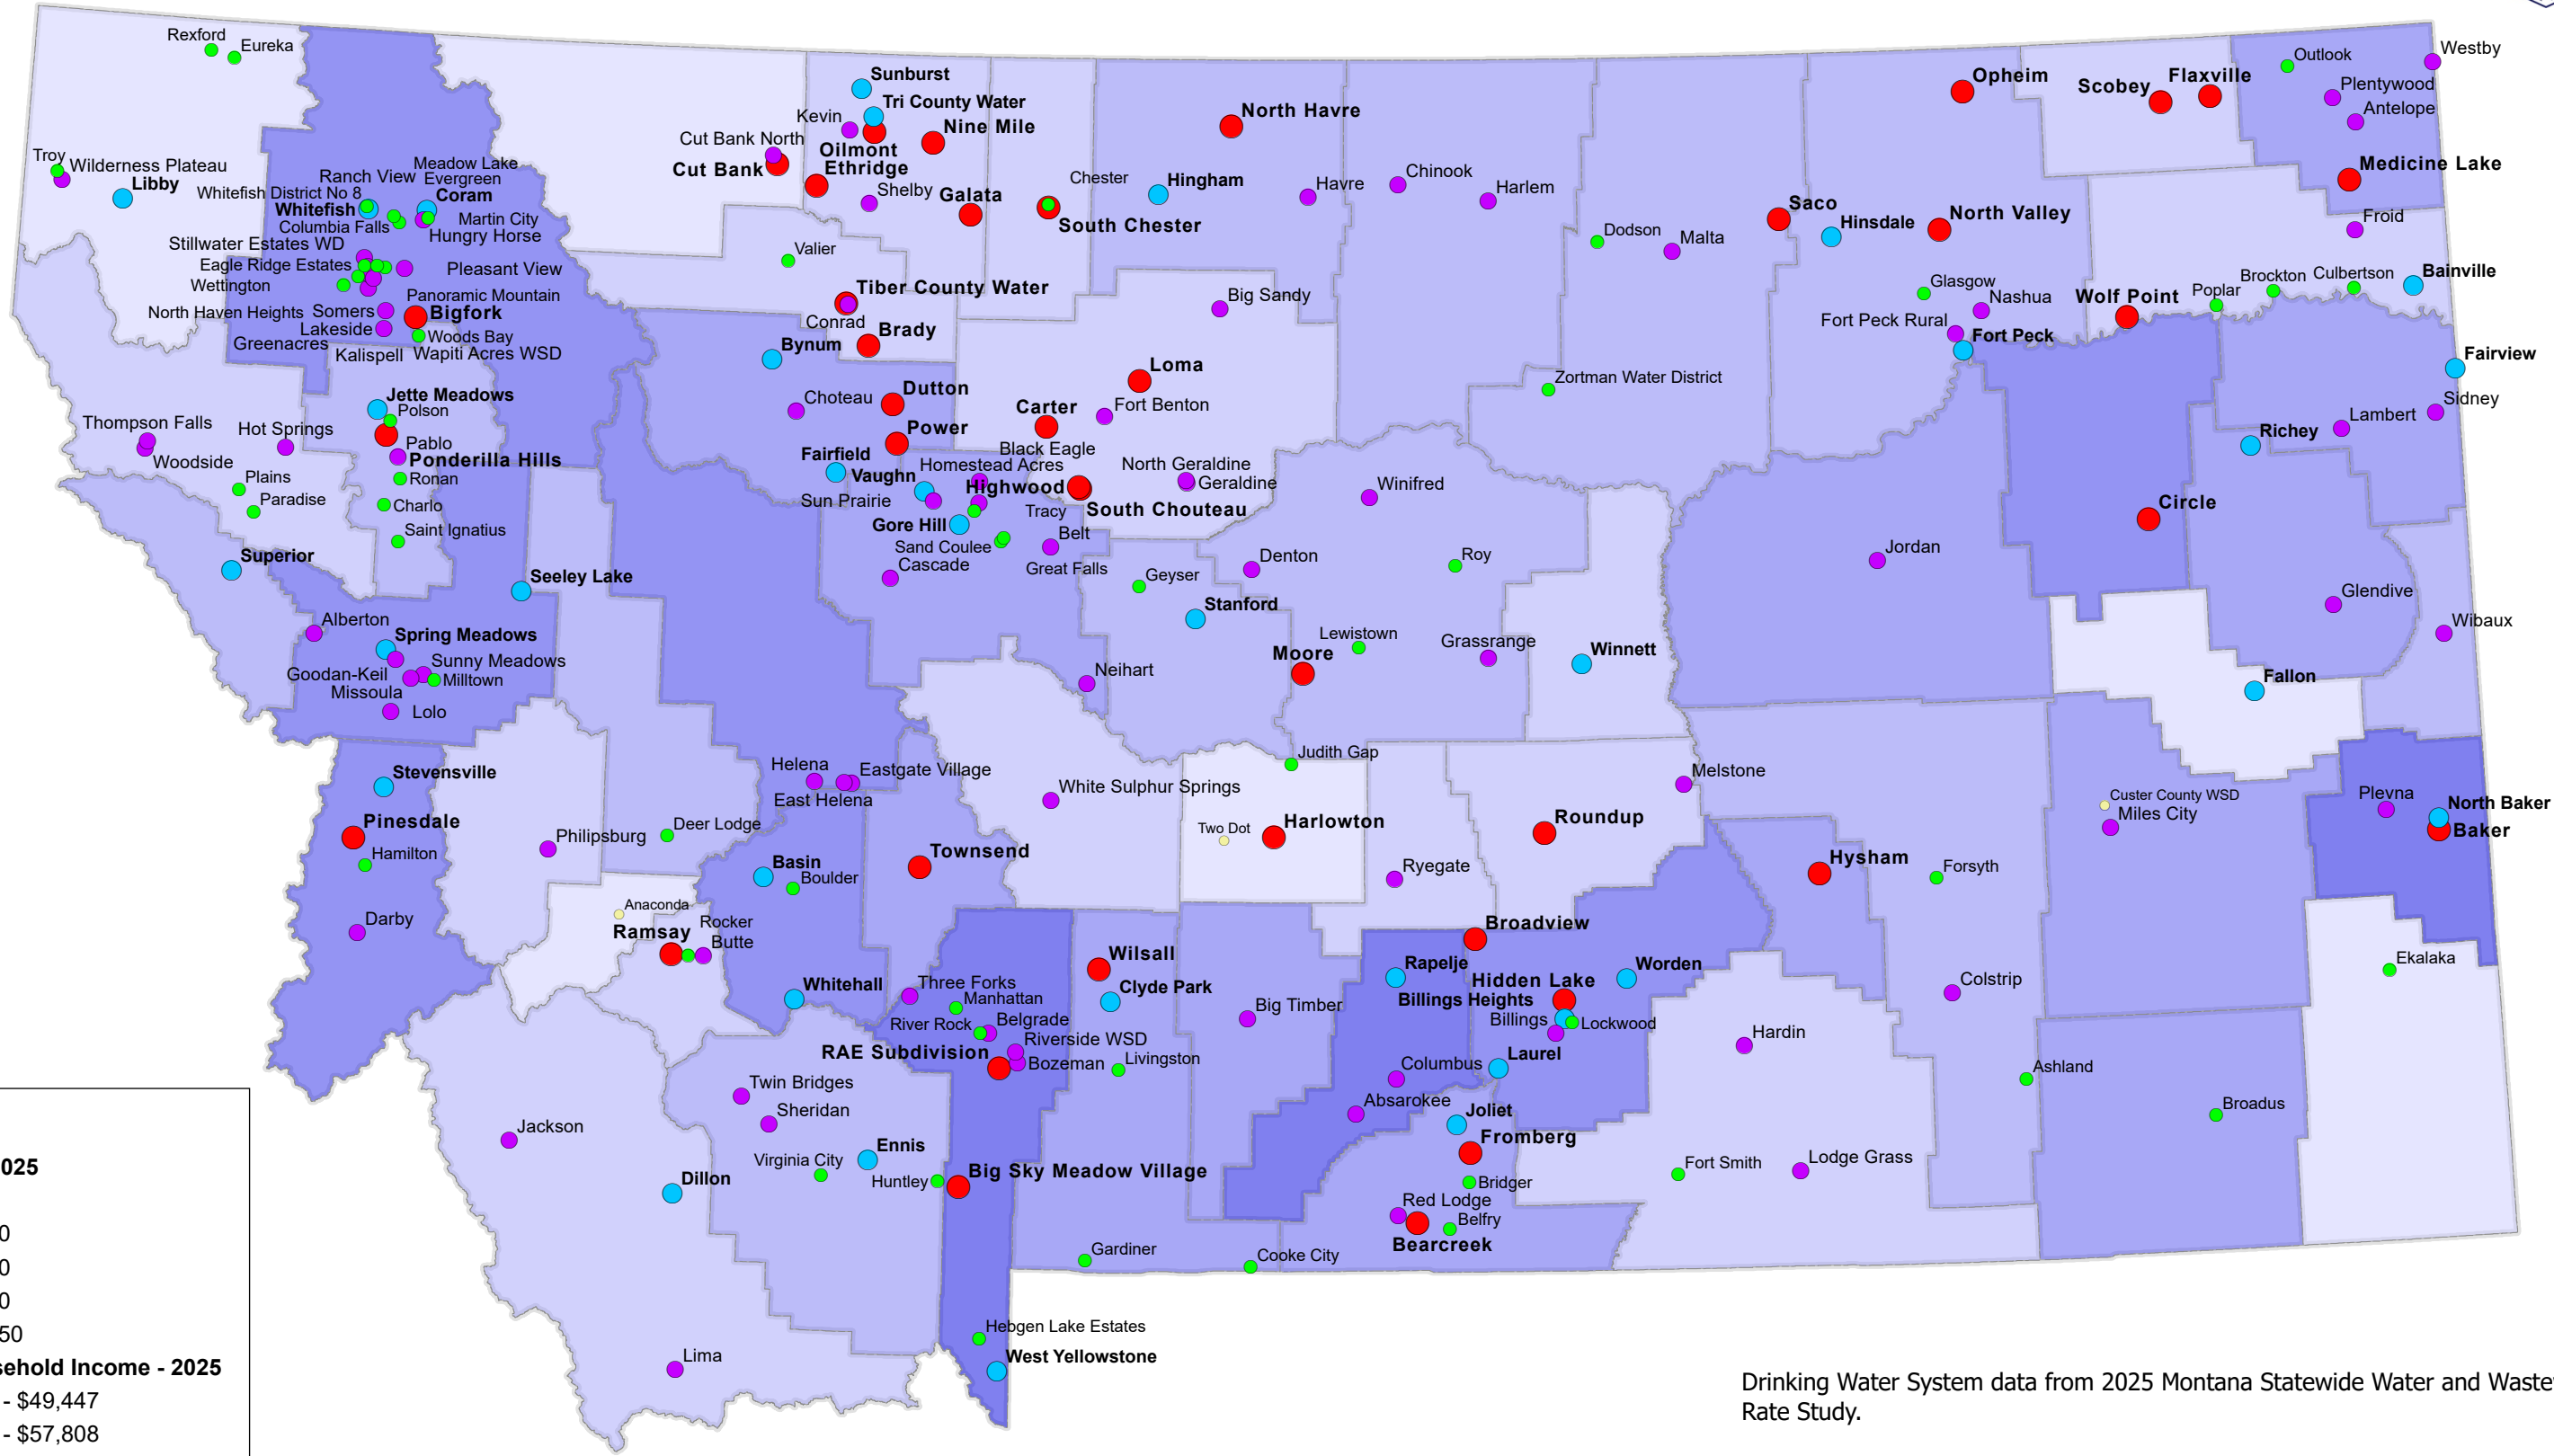 Rexford
Eureka
Troy
Wilderness Plateau
Libby
Meadow Lake
Ranch View
Evergreen
Whitefish District No 8
Coram
Whitefish
Martin City
Columbia Falls
Hungry Horse
Stillwater Estates WD
Eagle Ridge Estates
Pleasant View
Wettington
Panoramic Mountain
North Haven Heights
Somers
Bigfork
Lakeside
Woods Bay
Greenacres
Kalispell
Wapiti Acres WSD
Jette Meadows
Polson
Thompson Falls
Hot Springs
Pablo
Woodside
Ponderilla Hills
Plains
Ronan
Paradise
Charlo
Saint Ignatius
Superior
Seeley Lake
Alberton
Spring Meadows
Sunny Meadows
Goodan-Keil
Milltown
Missoula
Lolo
Stevensville
Pinesdale
Hamilton
Darby
Philipsburg
Deer Lodge
Anaconda
Ramsay
Rocker
Butte
Jackson
Dillon
Lima
Sunburst
Tri County Water
Kevin
Nine Mile
Cut Bank North
Oilmont
Cut Bank
Ethridge
Shelby
Galata
Chester
South Chester
Hingham
North Havre
Havre
Chinook
Harlem
Valier
Tiber County Water
Conrad
Brady
Bynum
Big Sandy
Loma
Dutton
Choteau
Carter
Fort Benton
Power
Black Eagle
Fairfield
Homestead Acres
North Geraldine
Vaughn
Geraldine
Highwood
Sun Prairie
South Chouteau
Tracy
Gore Hill
Belt
Sand Coulee
Great Falls
Cascade
Geyser
Denton
Stanford
Winifred
Roy
Lewistown
Moore
Grassrange
Winnett
Neihart
Judith Gap
Helena
Eastgate Village
East Helena
White Sulphur Springs
Two Dot
Harlowton
Ryegate
Roundup
Melstone
Townsend
Basin
Boulder
Whitehall
Three Forks
Manhattan
River Rock
Belgrade
Riverside WSD
RAE Subdivision
Bozeman
Wilsall
Clyde Park
Livingston
Big Timber
Twin Bridges
Sheridan
Virginia City
Ennis
Huntley
Big Sky Meadow Village
Gardiner
Cooke City
Hebgen Lake Estates
West Yellowstone
Broadview
Rapelje
Hidden Lake
Worden
Billings Heights
Billings
Lockwood
Columbus
Laurel
Absarokee
Joliet
Fromberg
Bridger
Red Lodge
Belfry
Bearcreek
Hardin
Fort Smith
Lodge Grass
Hysham
Forsyth
Colstrip
Ashland
Broadus
Ekalaka
Custer County WSD
Miles City
Plevna
North Baker
Baker
Fallon
Wibaux
Glendive
Jordan
Circle
Richey
Lambert
Sidney
Fairview
Bainville
Culbertson
Brockton
Poplar
Wolf Point
Froid
Medicine Lake
Antelope
Plentywood
Westby
Outlook
Flaxville
Scobey
Opheim
Saco
Hinsdale
North Valley
Glasgow
Nashua
Fort Peck Rural
Fort Peck
Dodson
Malta
Zortman Water District
025
0
0
0
50
sehold Income - 2025
- $49,447
- $57,808
Drinking Water System data from 2025 Montana Statewide Water and Waste
Rate Study.